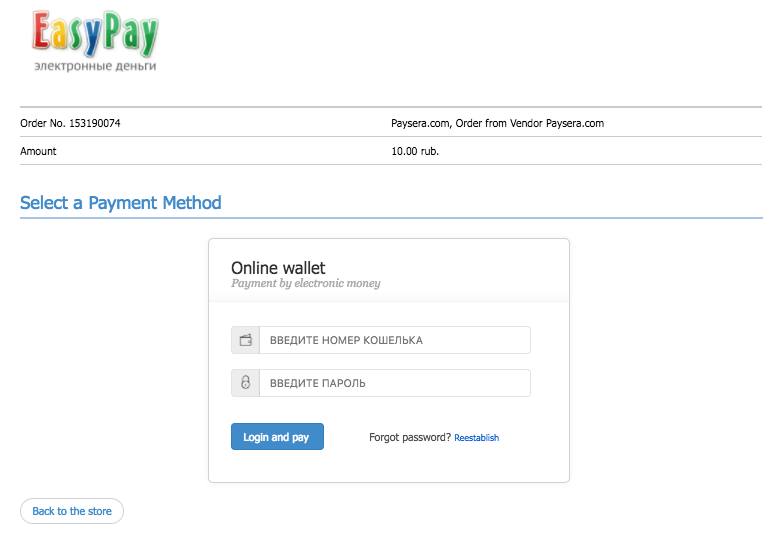 EasyPay
электронные деньги
Order No. 153190074 Paysera.com, Order from Vendor Paysera.com
Amount 10.00 rub.
Select a Payment Method
Online wallet
Payment by electronic money
ВВЕДИТЕ НОМЕР КОШЕЛЬКА
ВВЕДИТЕ ПАРОЛЬ
Login and pay Forgot password? Reestablish
Back to the store